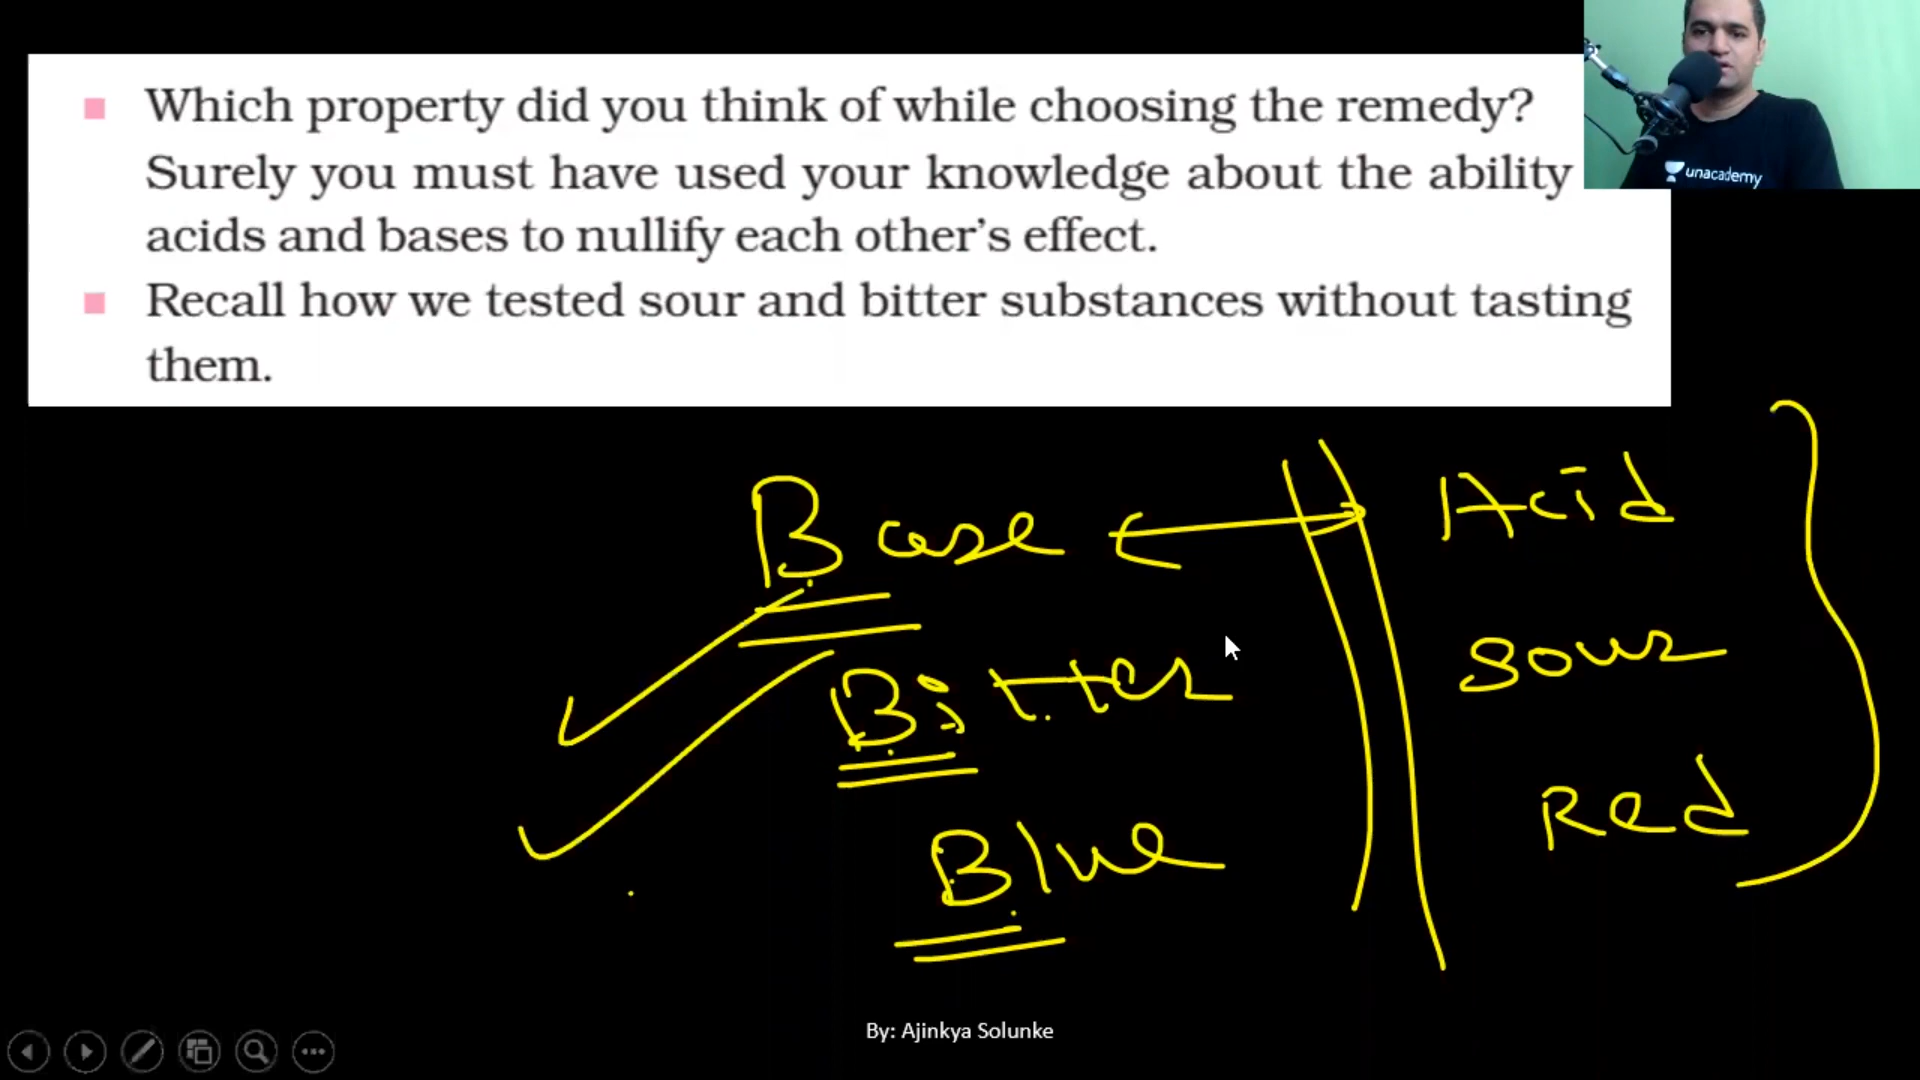 Which property did you think of while choosing the remedy?
Surely you must have used your knowledge about the ability
acids and bases to nullify each other's effect.
Recall how we tested sour and bitter substances without tasting
them.
unacademy
Base
Acid
Bitter
Sour
Blue
Red
By: Ajinkya Solunke